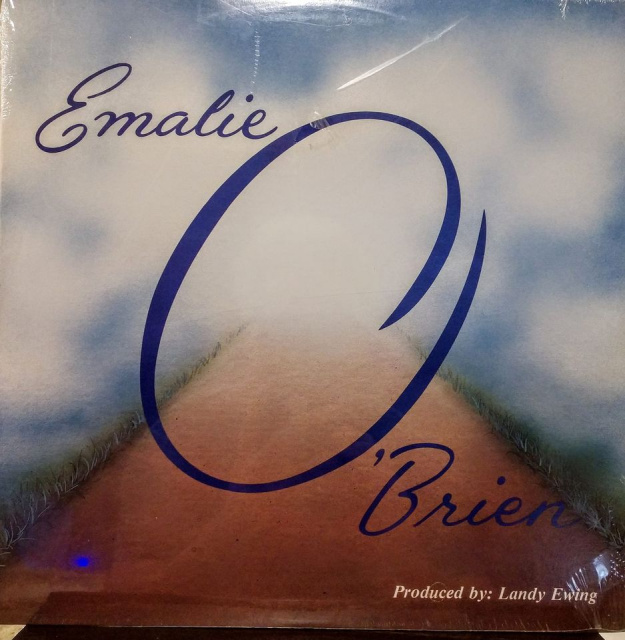 Emalie
O'Brien
Produced by: Landy Ewing